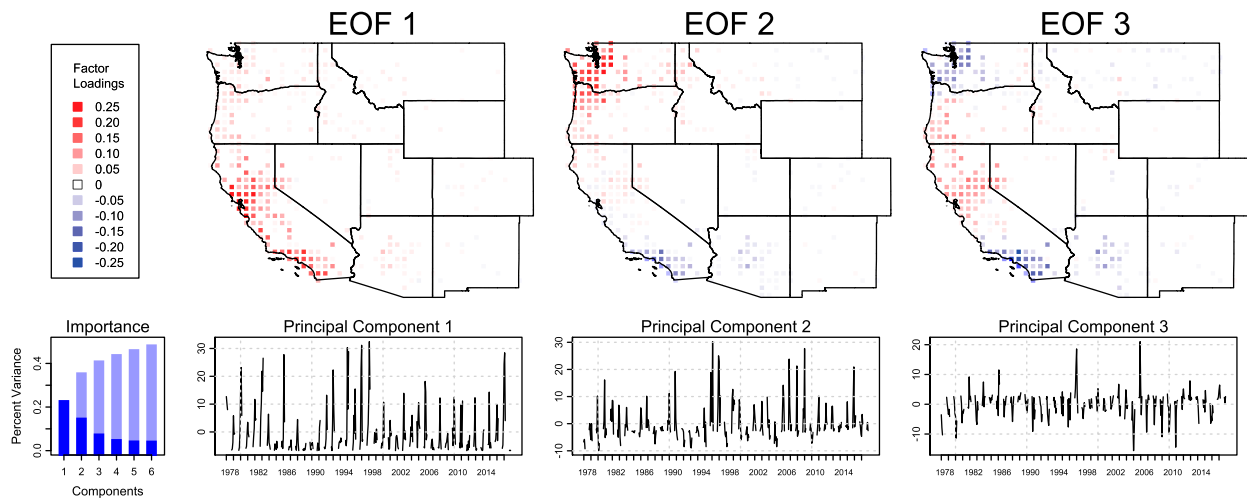 EOF 1
EOF 2
EOF 3
Factor
Loadings
0.25
0.20
0.15
0.10
0.05
0
-0.05
-0.10
-0.15
-0.20
-0.25
Importance
Percent Variance
0.4
0.2
0.0
1 2 3 4 5 6
Components
Principal Component 1
30
20
10
0
1978 1982 1986 1990 1994 1998 2002 2006 2010 2014
Principal Component 2
30
20
10
0
-10
1978 1982 1986 1990 1994 1998 2002 2006 2010 2014
Principal Component 3
20
10
0
-10
1978 1982 1986 1990 1994 1998 2002 2006 2010 2014